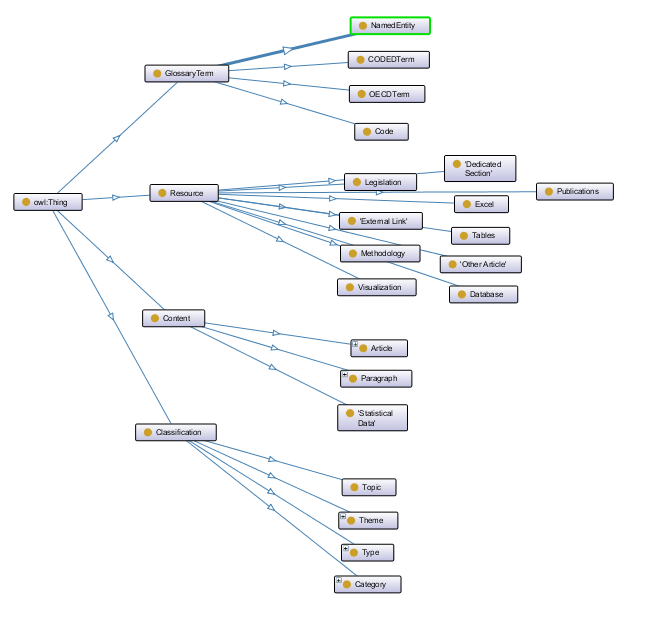 NamedEntity
CODEDTerm
GlossaryTerm
OECDTerm
Code
'Dedicated
Section'
Legislation
Publications
Resource
owl:Thing
Excel
'External Link'
Tables
Methodology
'Other Article'
Visualization
Database
Content
Article
Paragraph
'Statistical
Data'
Classification
Topic
Theme
Type
Category